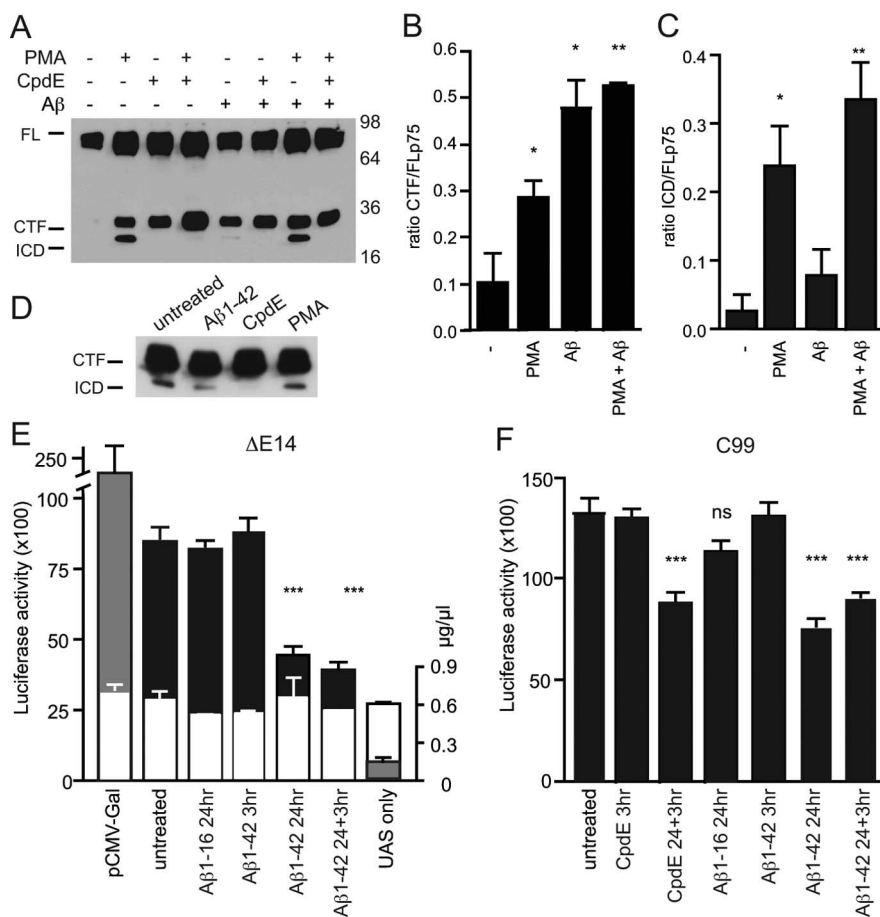 A
PMA - + - + - - + +
CpdE - - + + - + - +
Aβ - - - - + + + +
FL
CTF
ICD
98
64
36
16
B
ratio CTF/FLp75
0.6
0.5
0.4
0.3
0.2
0.1
0.0
* * **
- PMA Aβ PMA + Aβ
C
ratio ICD/FLp75
0.4
0.3
0.2
0.1
0.0
* **
- PMA Aβ PMA + Aβ
D
untreated Aβ1-42 CpdE PMA
CTF
ICD
E
ΔE14
Luciferase activity (x100)
250
100
75
50
25
0
*** ***
µg/µl
0.9
0.6
0.3
0
pCMV-Gal
untreated
Aβ1-16 24hr
Aβ1-42 3hr
Aβ1-42 24hr
Aβ1-42 24+3hr
UAS only
F
C99
Luciferase activity (x100)
150
100
50
0
*** ns *** ***
untreated
CpdE 3hr
CpdE 24+3hr
Aβ1-16 24hr
Aβ1-42 3hr
Aβ1-42 24hr
Aβ1-42 24+3hr